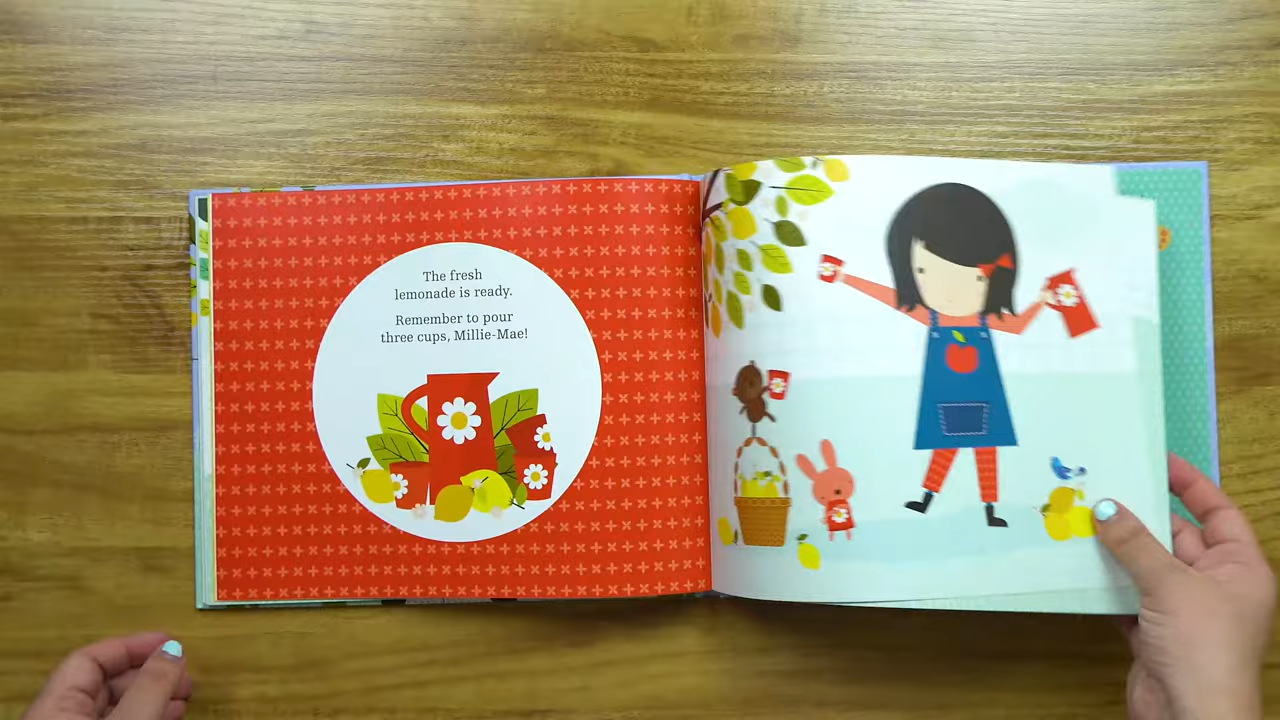 The fresh
lemonade is ready.
Remember to pour
three cups, Millie-Mae!